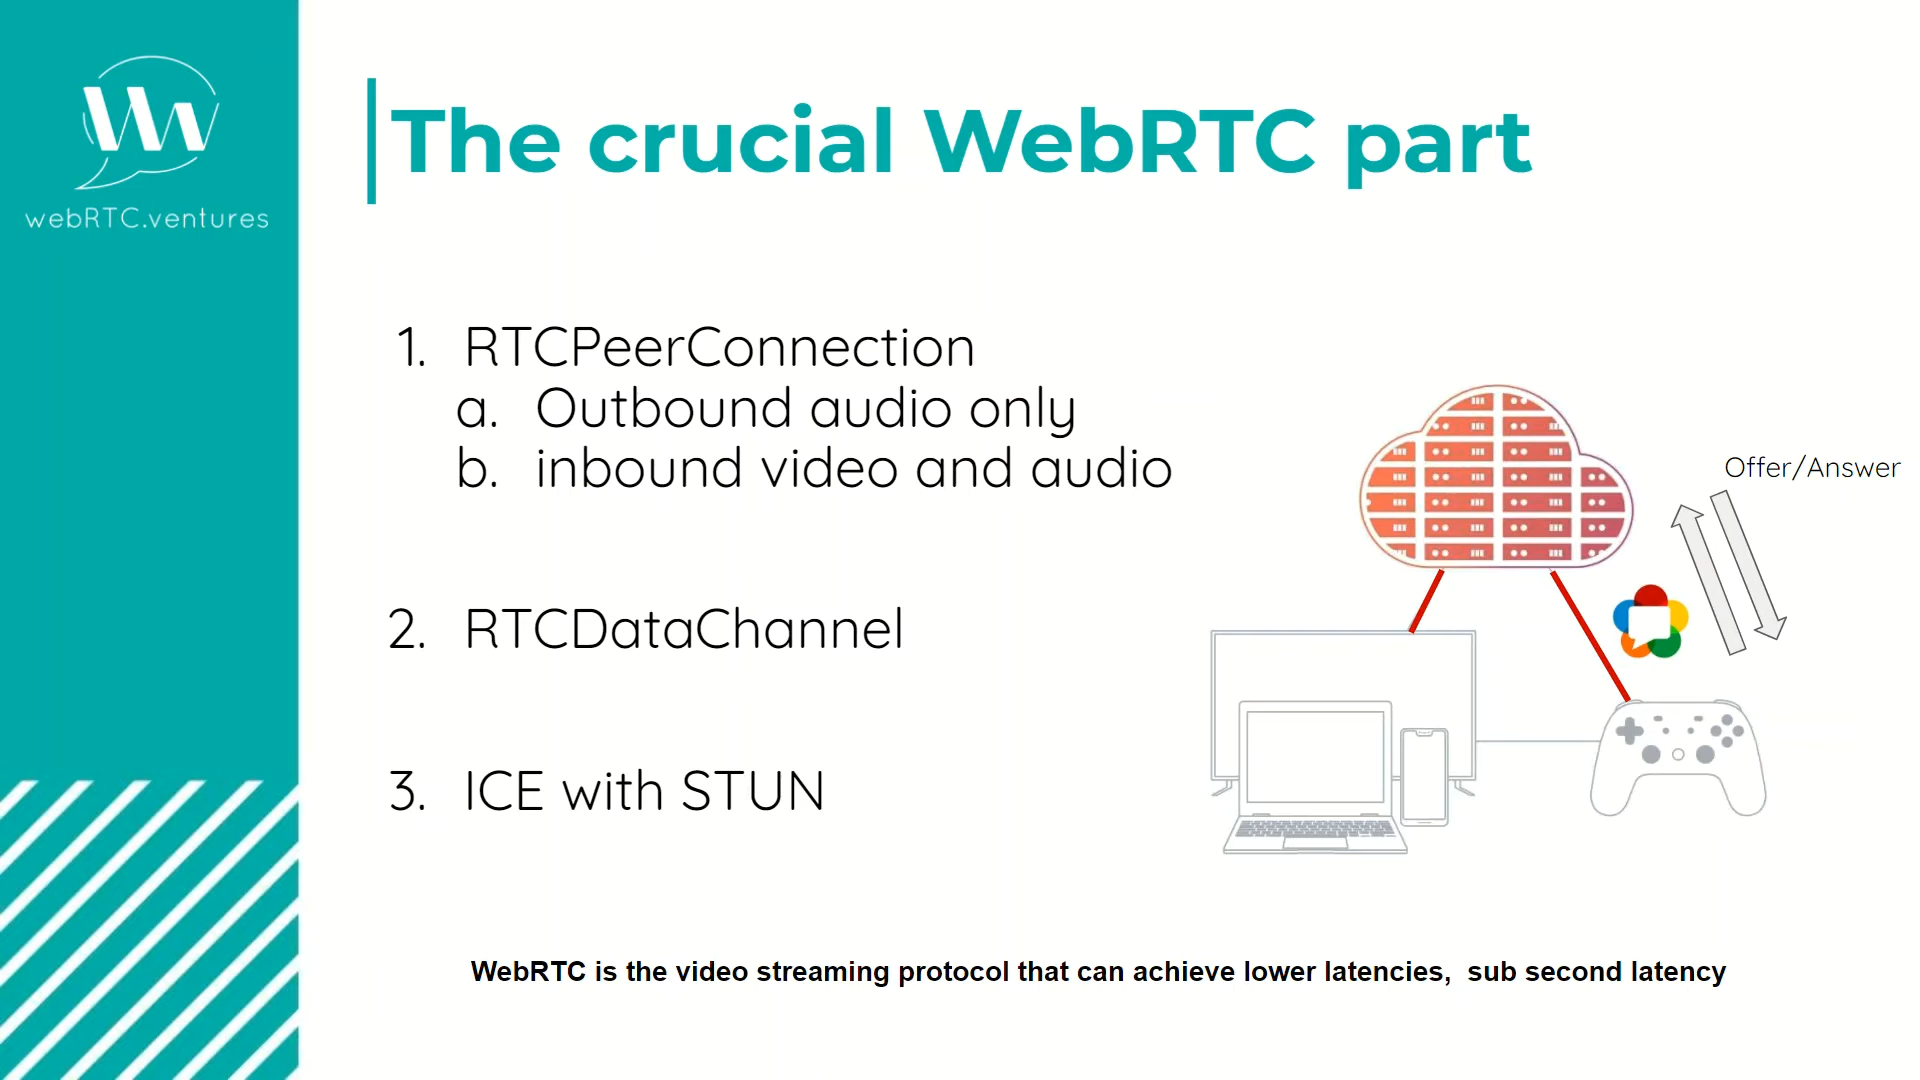 webRTC.ventures
The crucial WebRTC part
1. RTCPeerConnection
a. Outbound audio only
b. inbound video and audio
2. RTCDataChannel
3. ICE with STUN
Offer/Answer
WebRTC is the video streaming protocol that can achieve lower latencies,  sub second latency